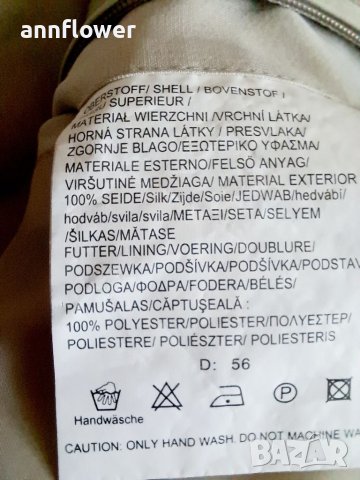 annflower
OBERSTOFF/ SHELL / BOVENSTOF /
SUPERIEUR /
MATERIAŁ WIERZCHNI /VRCHNÍ LÁTKA/
HORNÁ STRANA LÁTKY / PRESVLAKA/
ZGORNJE BLAGO/ΕΞΩΤΕΡΙΚΟ ΥΦΑΣΜΑ/
MATERIALE ESTERNO/FELSŐ ANYAG/
VIRŠUTINĖ MEDŽIAGA/ MATERIAL EXTERIOR
100% SEIDE/Silk/Zijde/Soie/JEDWAB/hedvábí/
hodváb/svila/svila/ΜΕΤΑΞΙ/SETA/SELYEM
/ŠILKAS/MĂTASE
FUTTER/LINING/VOERING/DOUBLURE/
PODSZEWKA/PODŠÍVKA/PODŠÍVKA/PODSTAV
PODLOGA/ΦΟΔΡΑ/FODERA/BÉLÉS/
PAMUŠALAS/CĂPTUŞEALĂ :
100% POLYESTER/POLIESTER/ΠΟΛΥΕΣΤΕΡ/
POLIESTERE/ POLIÉSZTER/ POLIESTERIS
D: 56
P
Handwäsche
CAUTION: ONLY HAND WASH. DO NOT MACHINE WA
BAZAR